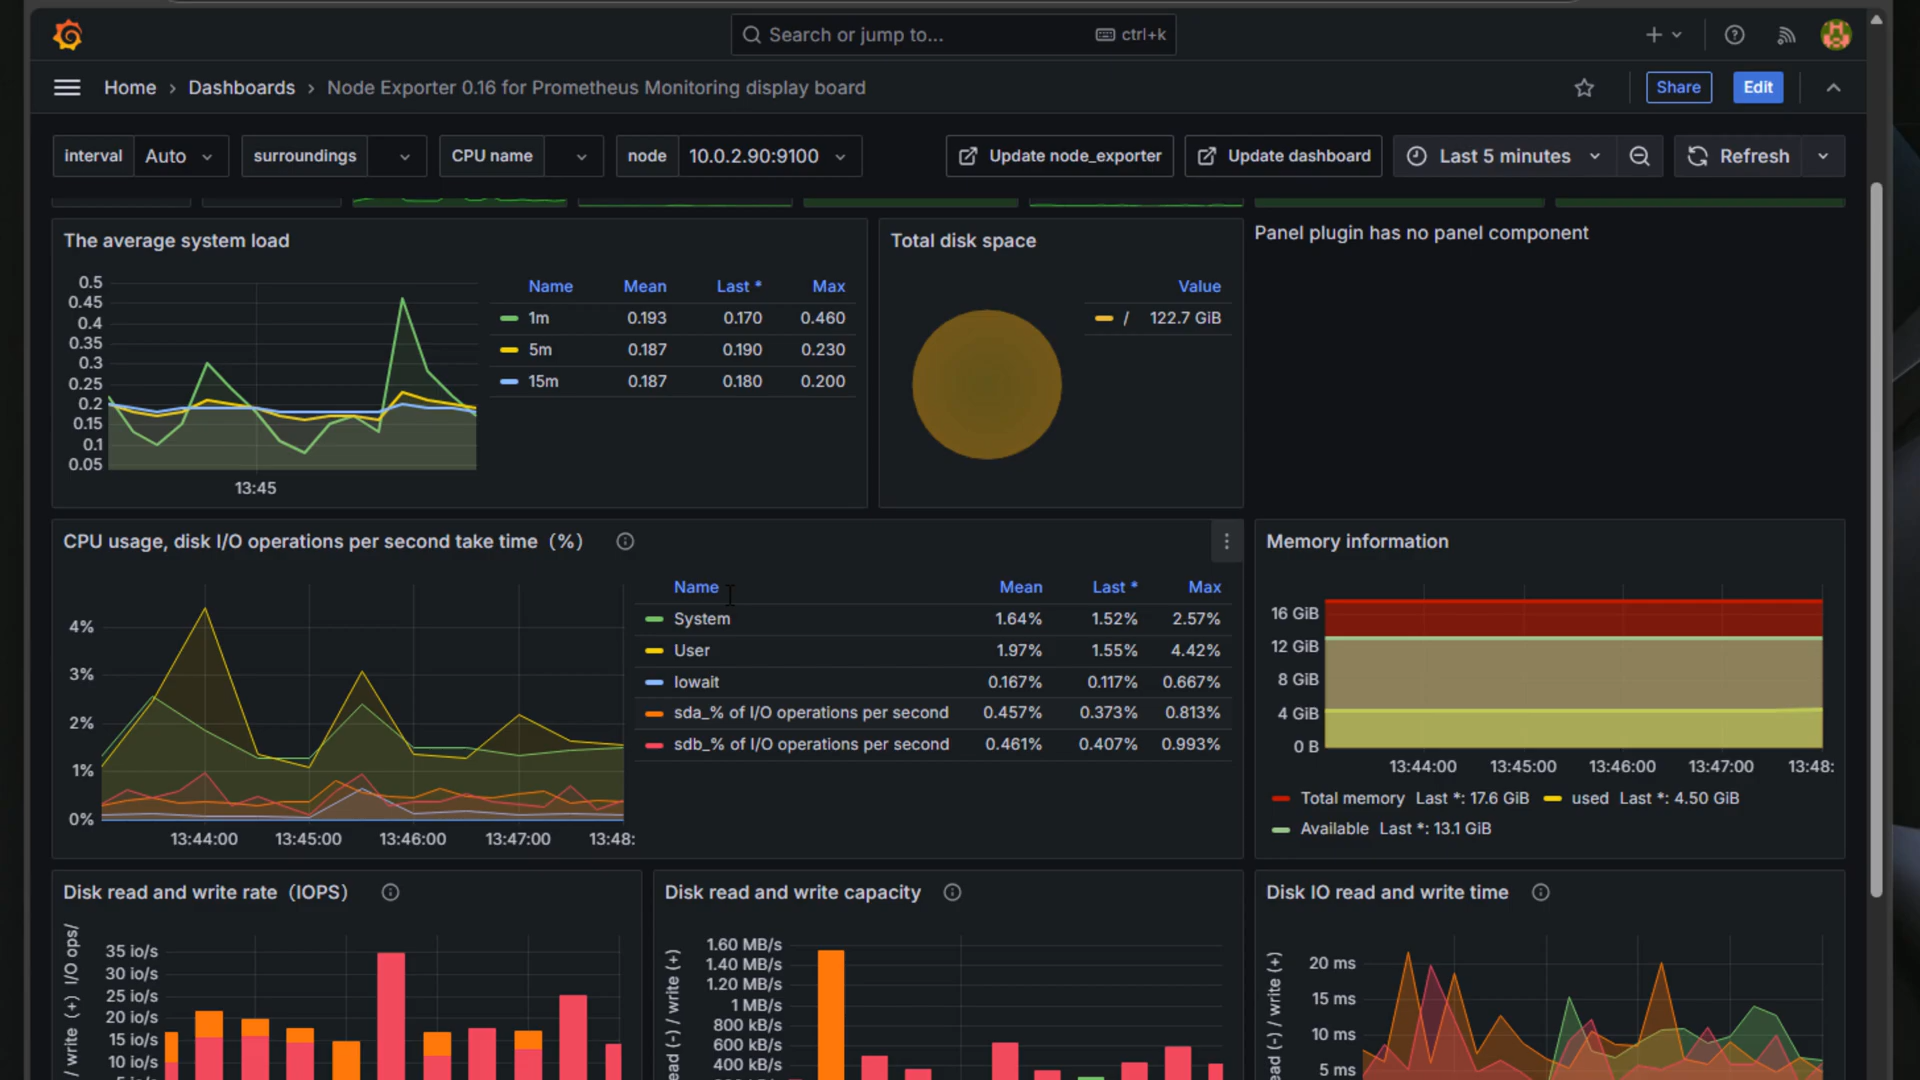 Search or jump to... ctrl+k
Home › Dashboards › Node Exporter 0.16 for Prometheus Monitoring display board
Share Edit
interval Auto surroundings CPU name node 10.0.2.90:9100 Update node_exporter Update dashboard Last 5 minutes Refresh
The average system load
0.5
0.45
0.4
0.35
0.3
0.25
0.2
0.15
0.1
0.05
13:45
Name Mean Last * Max
1m 0.193 0.170 0.460
5m 0.187 0.190 0.230
15m 0.187 0.180 0.200
Total disk space
Value
/ 122.7 GiB
Panel plugin has no panel component
CPU usage, disk I/O operations per second take time (%)
4%
3%
2%
1%
0%
13:44:00 13:45:00 13:46:00 13:47:00 13:48:
Name Mean Last * Max
System 1.64% 1.52% 2.57%
User 1.97% 1.55% 4.42%
Iowait 0.167% 0.117% 0.667%
sda_% of I/O operations per second 0.457% 0.373% 0.813%
sdb_% of I/O operations per second 0.461% 0.407% 0.993%
Memory information
16 GiB
12 GiB
8 GiB
4 GiB
0 B
13:44:00 13:45:00 13:46:00 13:47:00 13:48:
Total memory Last *: 17.6 GiB used Last *: 4.50 GiB
Available Last *: 13.1 GiB
Disk read and write rate (IOPS)
/ write (+) I/O ops/
35 io/s
30 io/s
25 io/s
20 io/s
15 io/s
10 io/s
Disk read and write capacity
ead (-) / write (+)
1.60 MB/s
1.40 MB/s
1.20 MB/s
1 MB/s
800 kB/s
600 kB/s
400 kB/s
Disk IO read and write time
ead (-) / write (+)
20 ms
15 ms
10 ms
5 ms